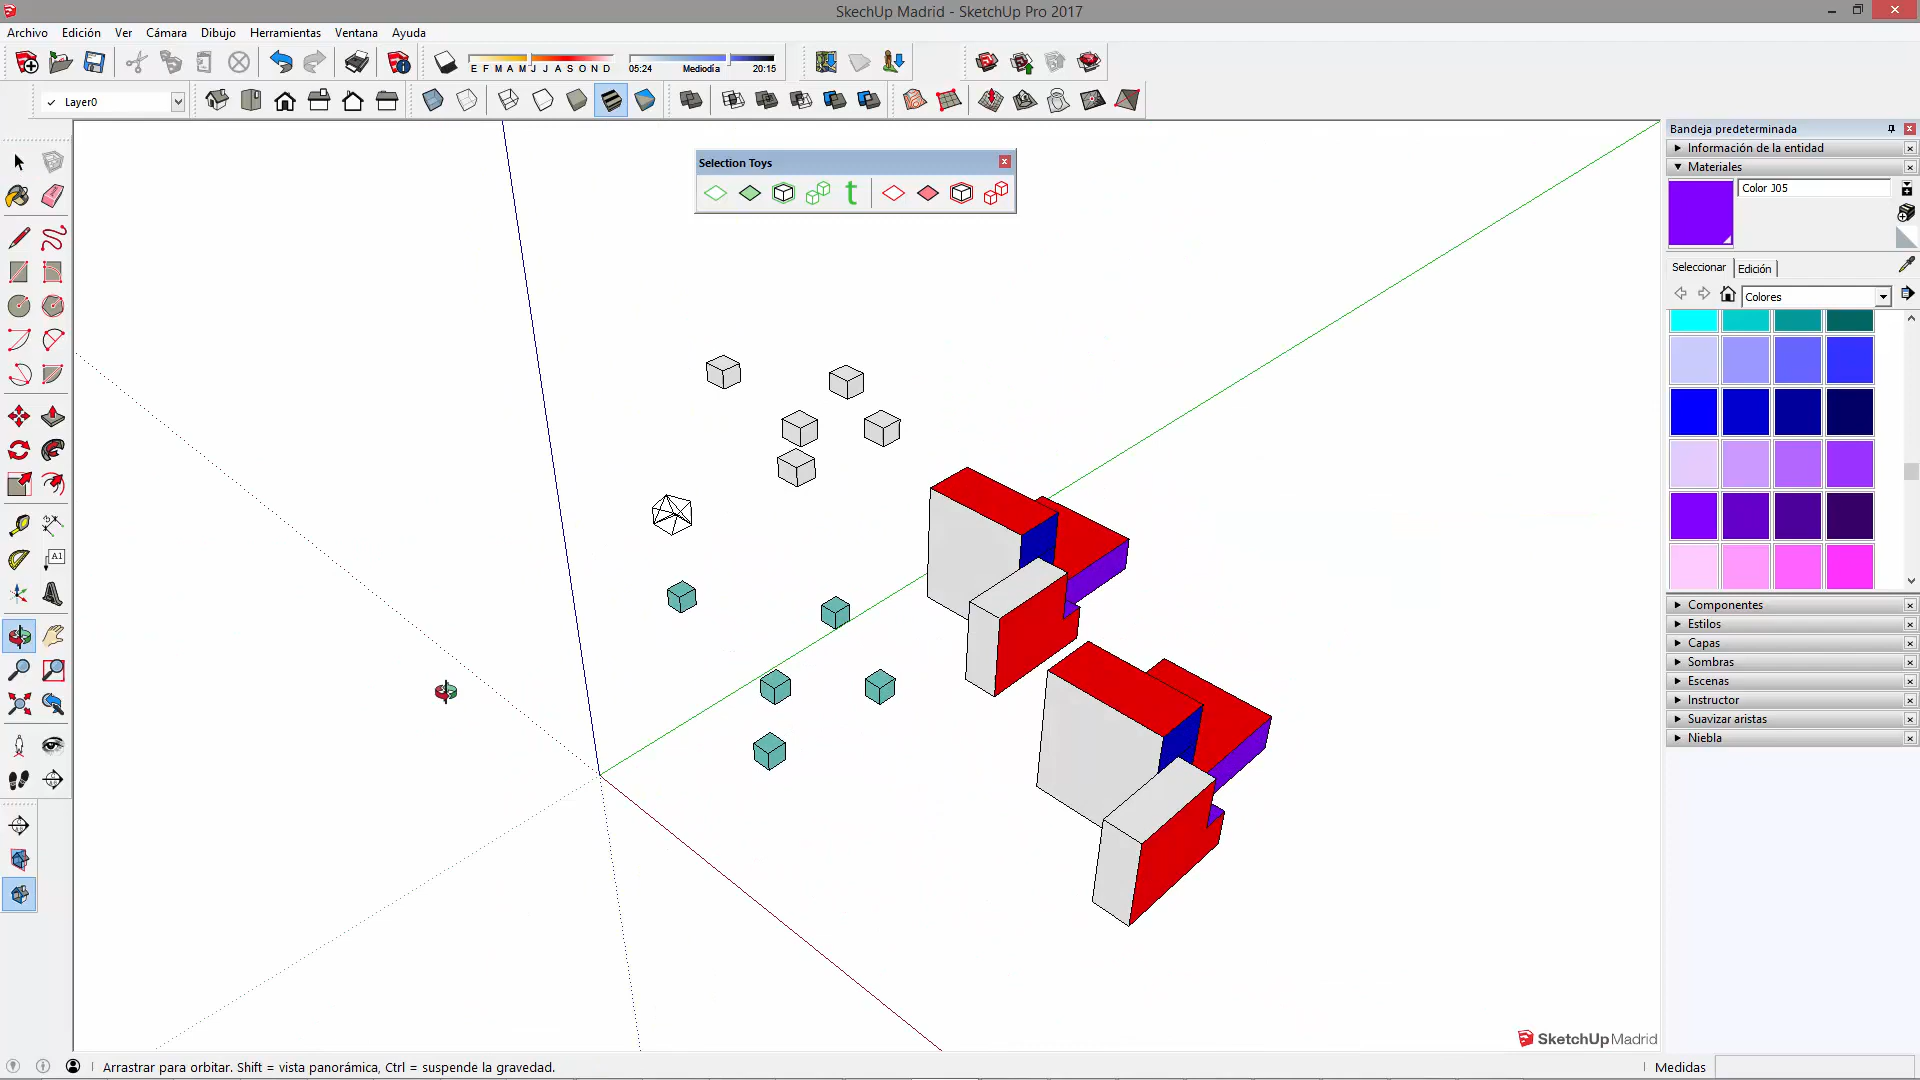 SkechUp Madrid - SketchUp Pro 2017
Archivo Edición Ver Cámara Dibujo Herramientas Ventana Ayuda
E F M A M J J A S O N D
05:24 Mediodía 20:15
Layer0
Bandeja predeterminada
Información de la entidad
Materiales
Color J05
Seleccionar Edición
Colores
Selection Toys
t
A1
Componentes
Estilos
Capas
Sombras
Escenas
Instructor
Suavizar aristas
Niebla
SketchUpMadrid
Arrastrar para orbitar. Shift = vista panorámica, Ctrl = suspende la gravedad.
Medidas